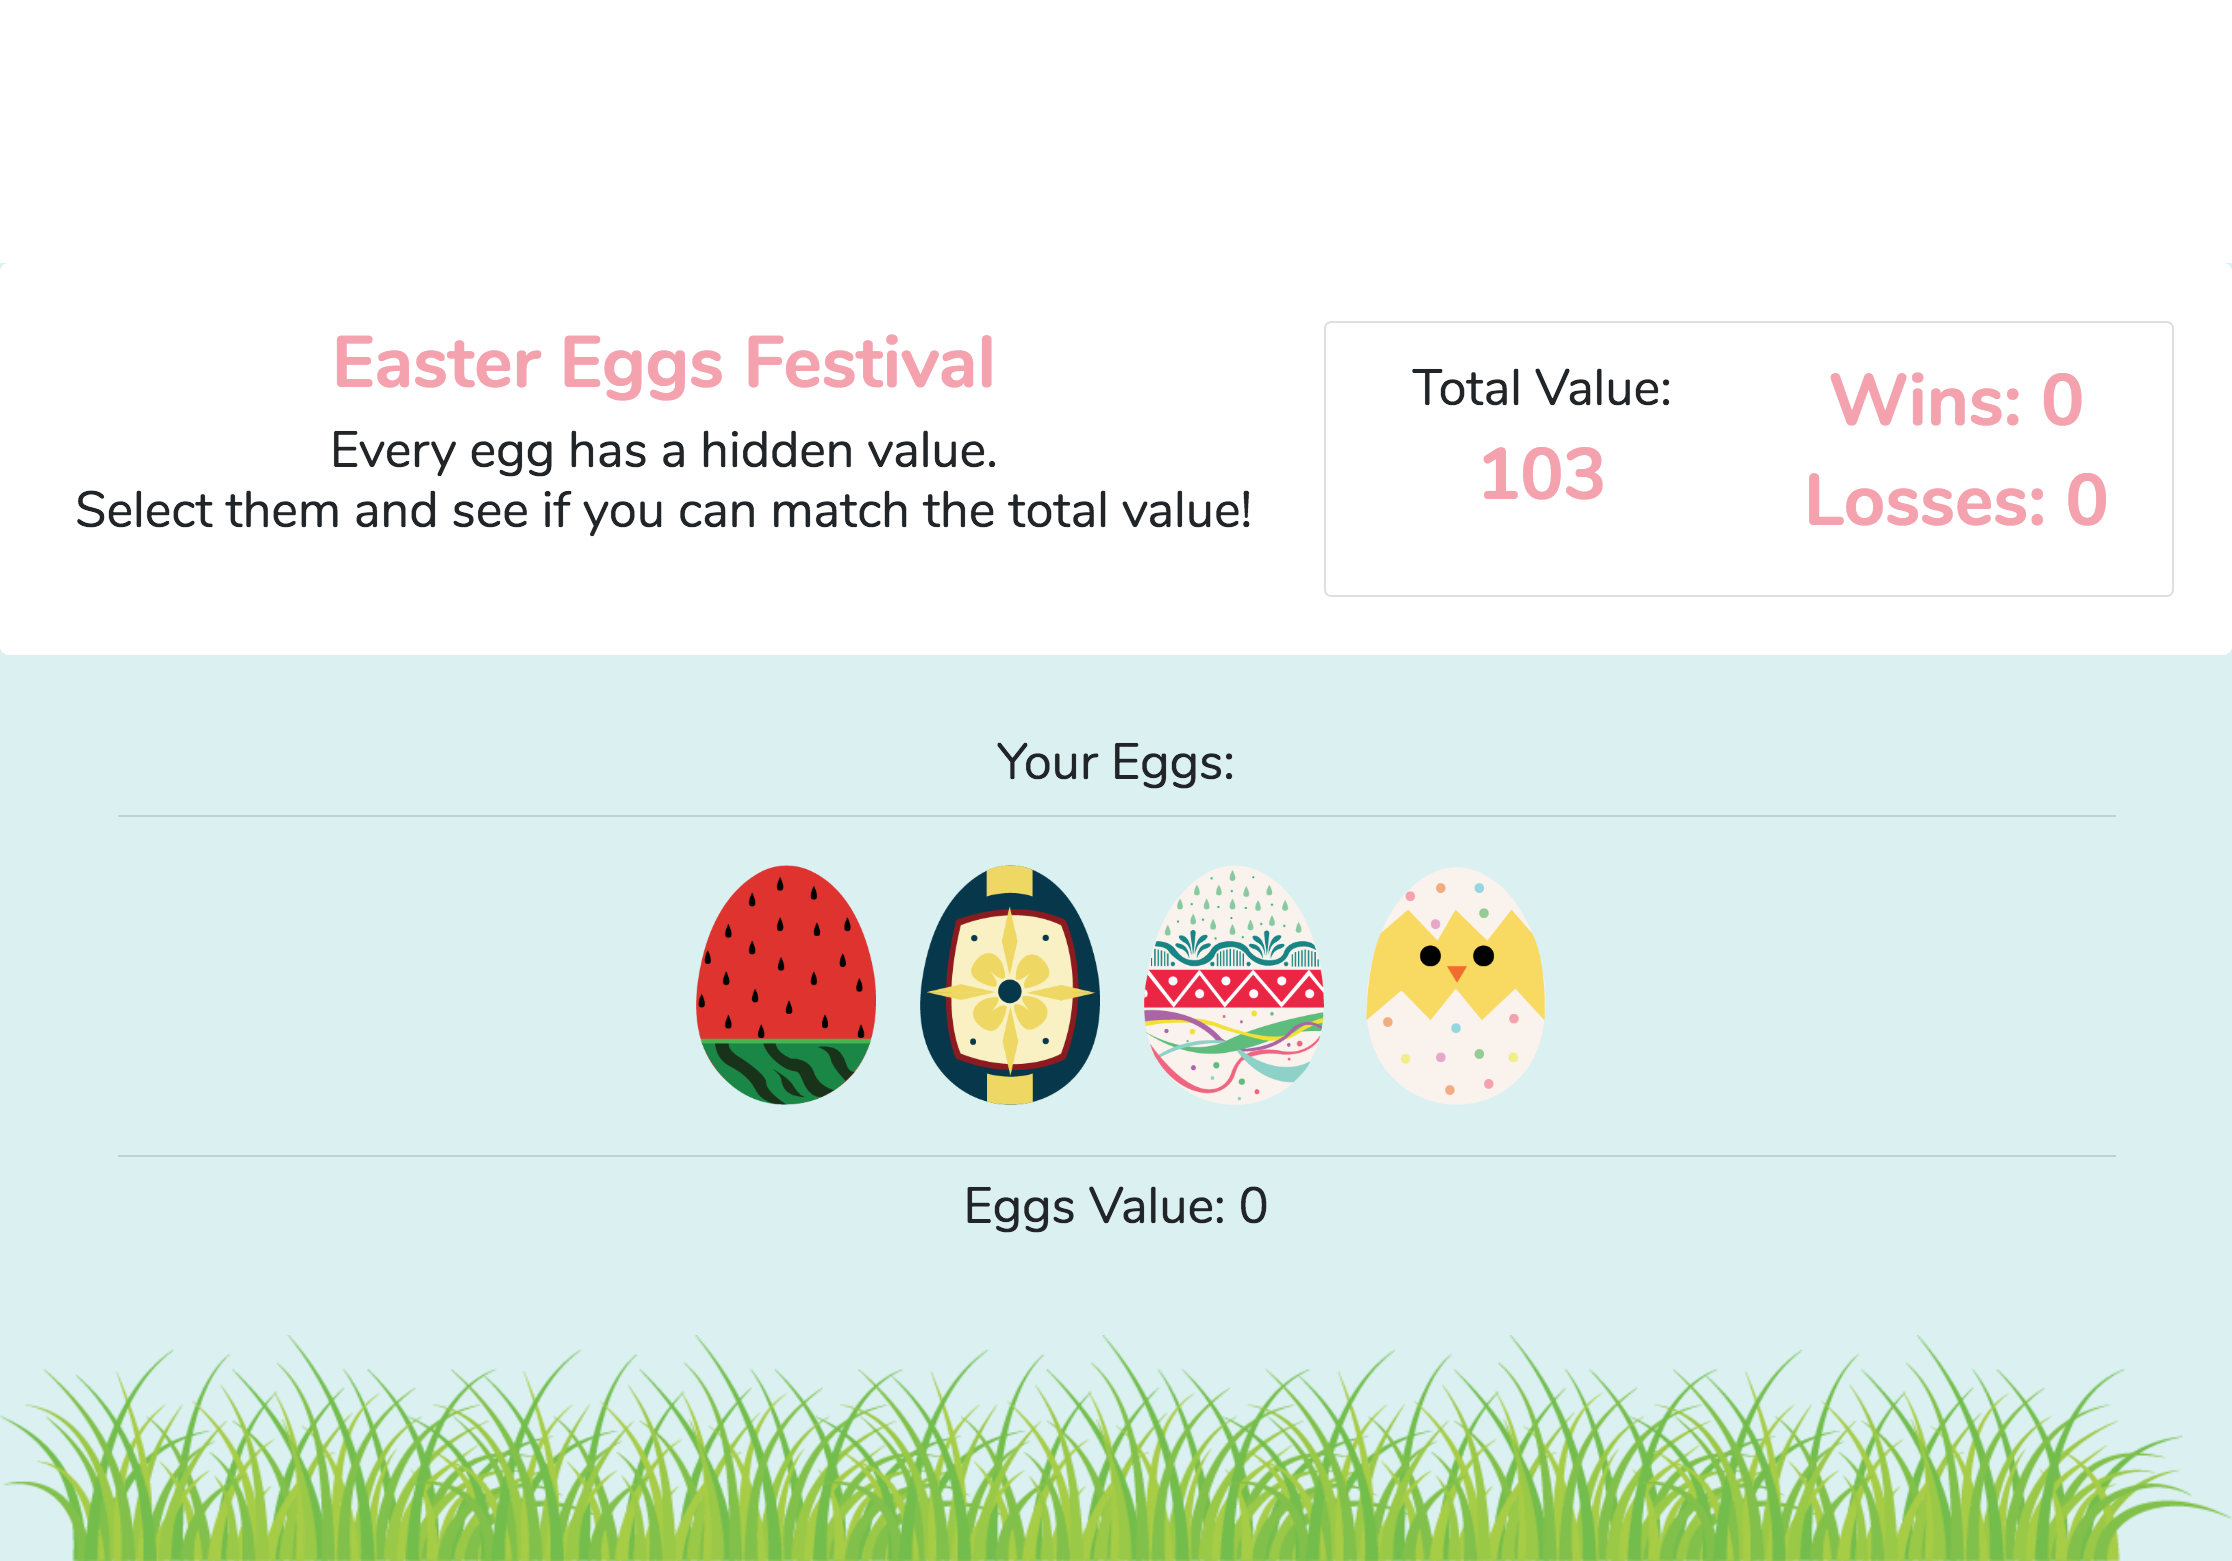 Easter Eggs Festival
Every egg has a hidden value.
Select them and see if you can match the total value!
Total Value:
103
Wins: 0
Losses: 0
Your Eggs:
Eggs Value: 0